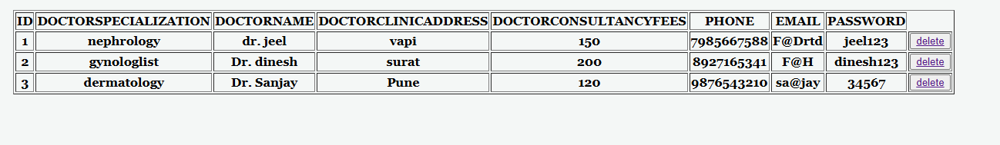 ID DOCTORSPECIALIZATION DOCTORNAME DOCTORCLINICADDRESS DOCTORCONSULTANCYFEES PHONE EMAIL PASSWORD
1 nephrology dr. jeel vapi 150 7985667588 F@Drtd jeel123 delete
2 gynologlist Dr. dinesh surat 200 8927165341 F@H dinesh123 delete
3 dermatology Dr. Sanjay Pune 120 9876543210 sa@jay 34567 delete